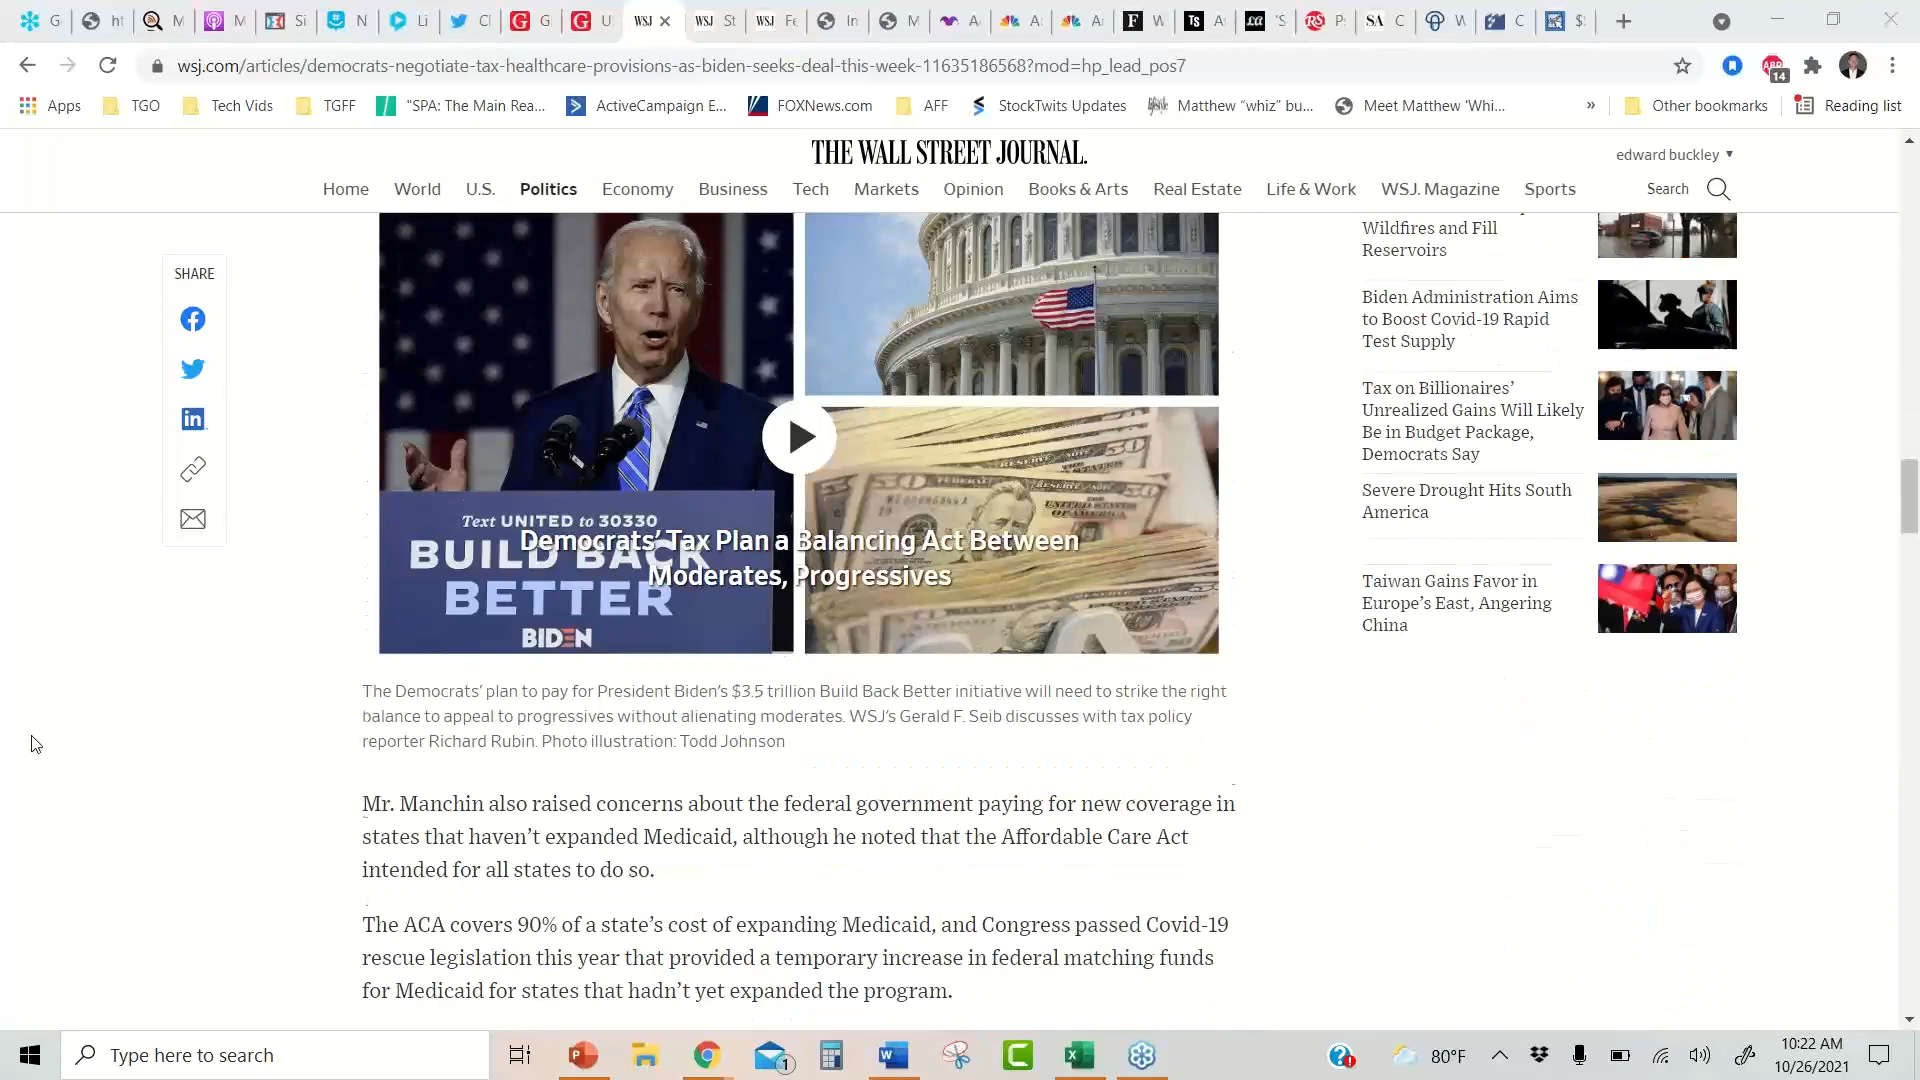 WSJ
wsj.com/articles/democrats-negotiate-tax-healthcare-provisions-as-biden-seeks-deal-this-week-11635186568?mod=hp_lead_pos7
14
Apps TGO Tech Vids TGFF "SPA: The Main Rea... ActiveCampaign E... FOXNews.com AFF StockTwits Updates Matthew "whiz" bu... Meet Matthew 'Whi... » Other bookmarks Reading list
THE WALL STREET JOURNAL.
edward buckley
Home World U.S. Politics Economy Business Tech Markets Opinion Books & Arts Real Estate Life & Work WSJ. Magazine Sports Search
SHARE
Text UNITED to 30330
BUILD BACK
BETTER
BIDEN
Democrats’ Tax Plan a Balancing Act Between
Moderates, Progressives
The Democrats’ plan to pay for President Biden’s $3.5 trillion Build Back Better initiative will need to strike the right
balance to appeal to progressives without alienating moderates. WSJ’s Gerald F. Seib discusses with tax policy
reporter Richard Rubin. Photo illustration: Todd Johnson
Mr. Manchin also raised concerns about the federal government paying for new coverage in
states that haven’t expanded Medicaid, although he noted that the Affordable Care Act
intended for all states to do so.
The ACA covers 90% of a state’s cost of expanding Medicaid, and Congress passed Covid-19
rescue legislation this year that provided a temporary increase in federal matching funds
for Medicaid for states that hadn’t yet expanded the program.
Wildfires and Fill
Reservoirs
Biden Administration Aims
to Boost Covid-19 Rapid
Test Supply
Tax on Billionaires’
Unrealized Gains Will Likely
Be in Budget Package,
Democrats Say
Severe Drought Hits South
America
Taiwan Gains Favor in
Europe’s East, Angering
China
Type here to search
1
80°F
10:22 AM
10/26/2021